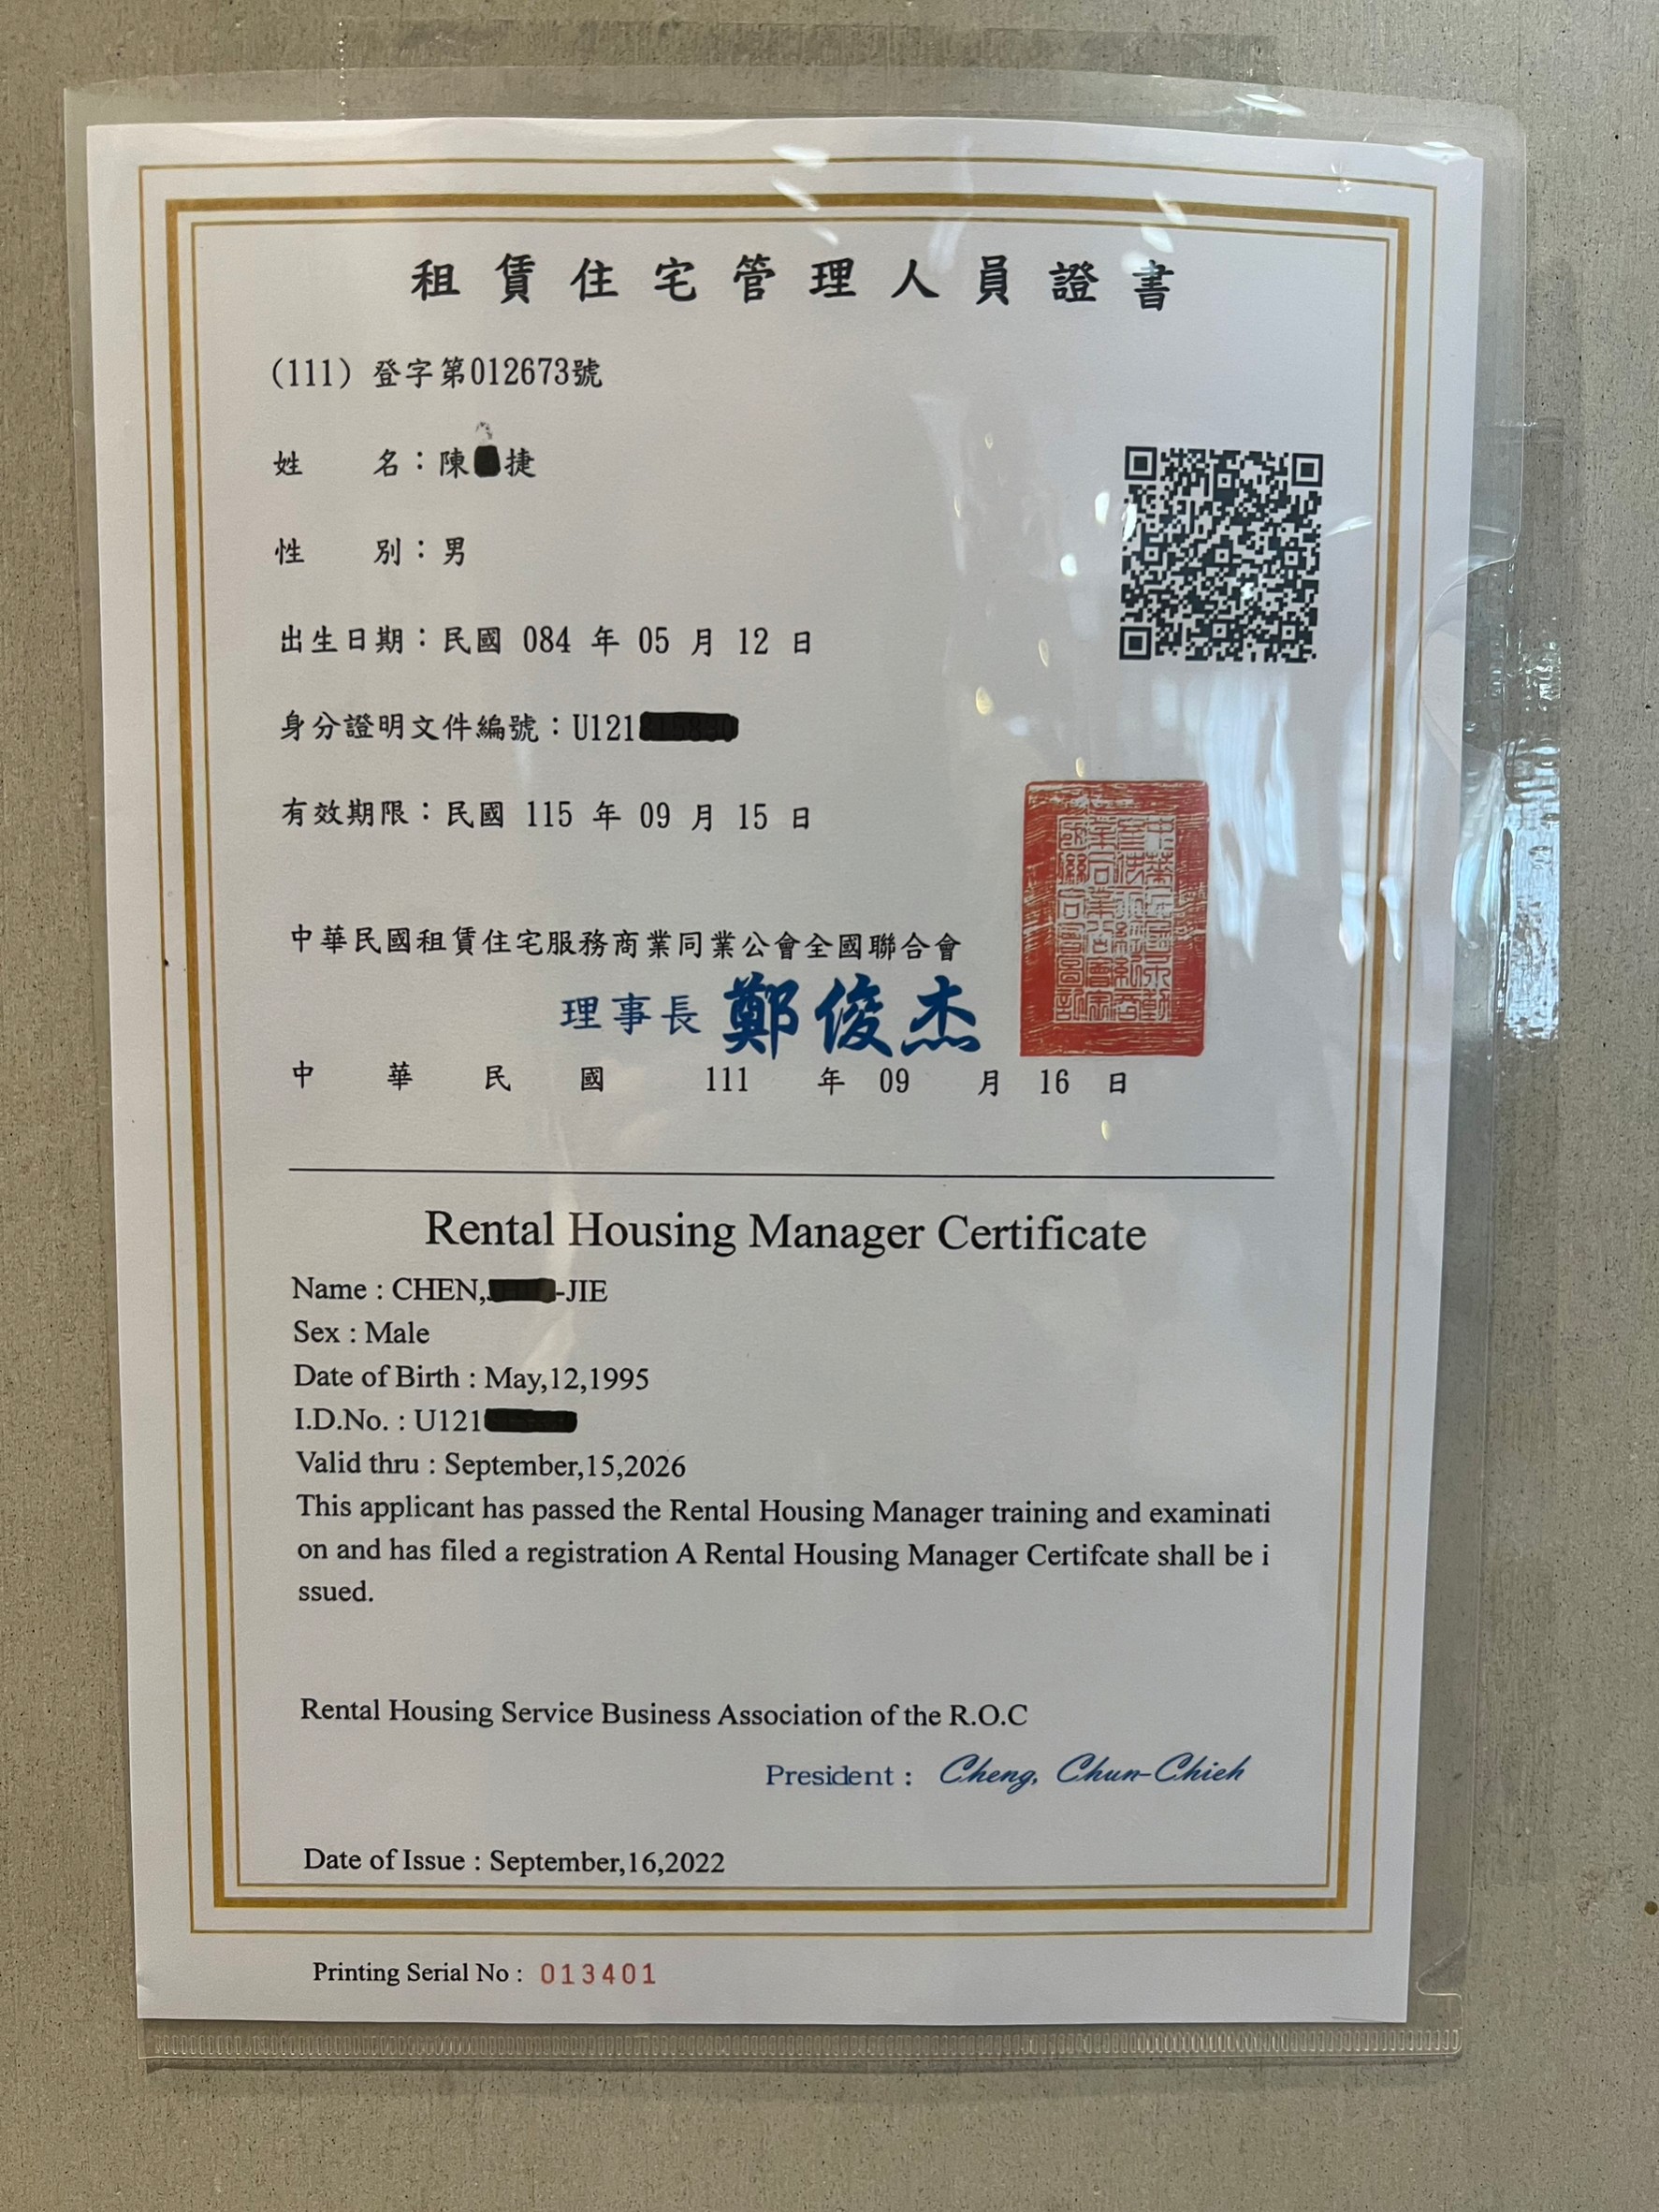 租賃住宅管理人員證書
(111) 登字第012673號
姓 名：陳 捷
性 別：男
出生日期：民國 084 年 05 月 12 日
身分證明文件編號：U121
有效期限：民國 115 年 09 月 15 日
中華民國租賃住宅服務商業同業公會全國聯合會
理事長 鄭俊杰
中 華 民 國 111 年 09 月 16 日
Rental Housing Manager Certificate
Name : CHEN, -JIE
Sex : Male
Date of Birth : May,12,1995
I.D.No. : U121
Valid thru : September,15,2026
This applicant has passed the Rental Housing Manager training and examinati
on and has filed a registration A Rental Housing Manager Certifcate shall be i
ssued.
Rental Housing Service Business Association of the R.O.C
President : Cheng, Chun-Chieh
Date of Issue : September,16,2022
Printing Serial No : 013401